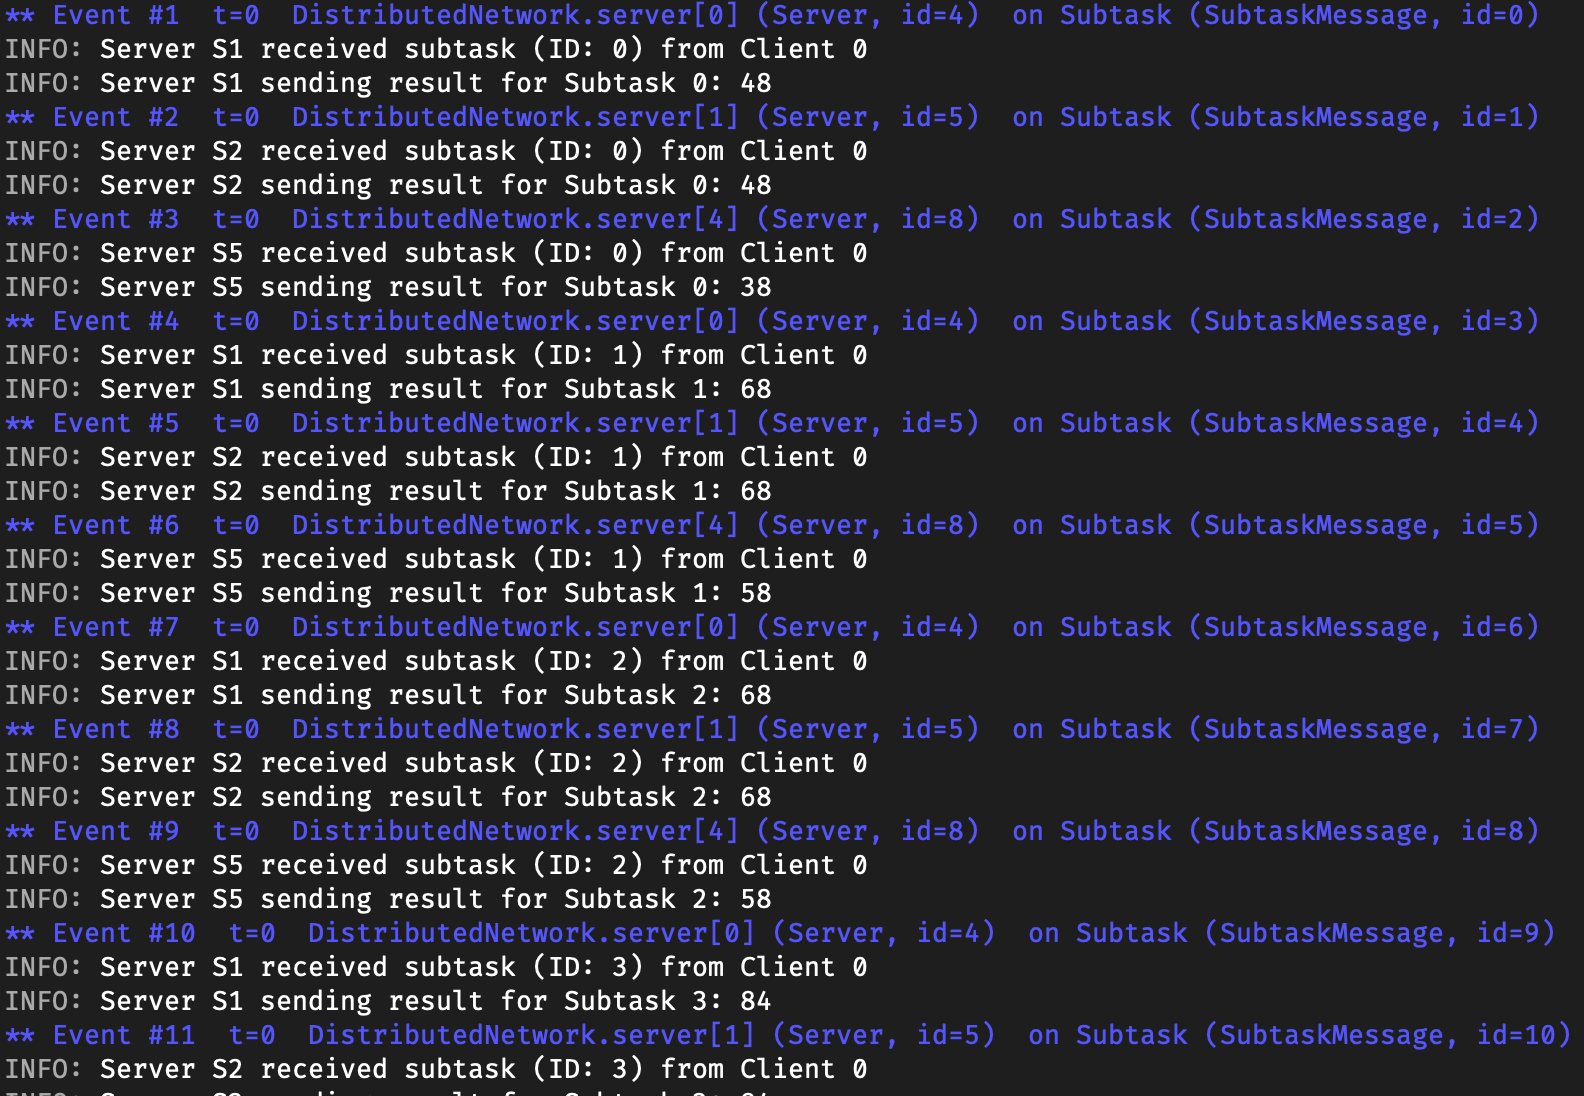 ** Event #1  t=0  DistributedNetwork.server[0] (Server, id=4)  on Subtask (SubtaskMessage, id=0)
INFO: Server S1 received subtask (ID: 0) from Client 0
INFO: Server S1 sending result for Subtask 0: 48
** Event #2  t=0  DistributedNetwork.server[1] (Server, id=5)  on Subtask (SubtaskMessage, id=1)
INFO: Server S2 received subtask (ID: 0) from Client 0
INFO: Server S2 sending result for Subtask 0: 48
** Event #3  t=0  DistributedNetwork.server[4] (Server, id=8)  on Subtask (SubtaskMessage, id=2)
INFO: Server S5 received subtask (ID: 0) from Client 0
INFO: Server S5 sending result for Subtask 0: 38
** Event #4  t=0  DistributedNetwork.server[0] (Server, id=4)  on Subtask (SubtaskMessage, id=3)
INFO: Server S1 received subtask (ID: 1) from Client 0
INFO: Server S1 sending result for Subtask 1: 68
** Event #5  t=0  DistributedNetwork.server[1] (Server, id=5)  on Subtask (SubtaskMessage, id=4)
INFO: Server S2 received subtask (ID: 1) from Client 0
INFO: Server S2 sending result for Subtask 1: 68
** Event #6  t=0  DistributedNetwork.server[4] (Server, id=8)  on Subtask (SubtaskMessage, id=5)
INFO: Server S5 received subtask (ID: 1) from Client 0
INFO: Server S5 sending result for Subtask 1: 58
** Event #7  t=0  DistributedNetwork.server[0] (Server, id=4)  on Subtask (SubtaskMessage, id=6)
INFO: Server S1 received subtask (ID: 2) from Client 0
INFO: Server S1 sending result for Subtask 2: 68
** Event #8  t=0  DistributedNetwork.server[1] (Server, id=5)  on Subtask (SubtaskMessage, id=7)
INFO: Server S2 received subtask (ID: 2) from Client 0
INFO: Server S2 sending result for Subtask 2: 68
** Event #9  t=0  DistributedNetwork.server[4] (Server, id=8)  on Subtask (SubtaskMessage, id=8)
INFO: Server S5 received subtask (ID: 2) from Client 0
INFO: Server S5 sending result for Subtask 2: 58
** Event #10  t=0  DistributedNetwork.server[0] (Server, id=4)  on Subtask (SubtaskMessage, id=9)
INFO: Server S1 received subtask (ID: 3) from Client 0
INFO: Server S1 sending result for Subtask 3: 84
** Event #11  t=0  DistributedNetwork.server[1] (Server, id=5)  on Subtask (SubtaskMessage, id=10)
INFO: Server S2 received subtask (ID: 3) from Client 0